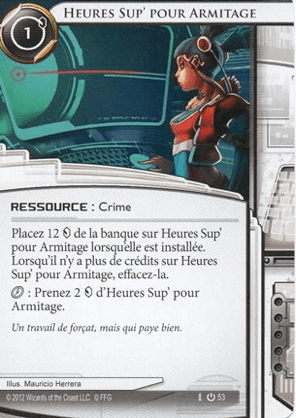 HEURES SUP' POUR ARMITAGE
1
RESSOURCE : Crime
Placez 12 de la banque sur Heures Sup'
pour Armitage lorsqu'elle est installée.
Lorsqu'il n'y a plus de crédits sur Heures
Sup' pour Armitage, effacez-la.
: Prenez 2 d'Heures Sup' pour
Armitage.
Un travail de forçat, mais qui paye bien.
Illus. Mauricio Herrera
© 2012 Wizards of the Coast LLC. © FFG
53